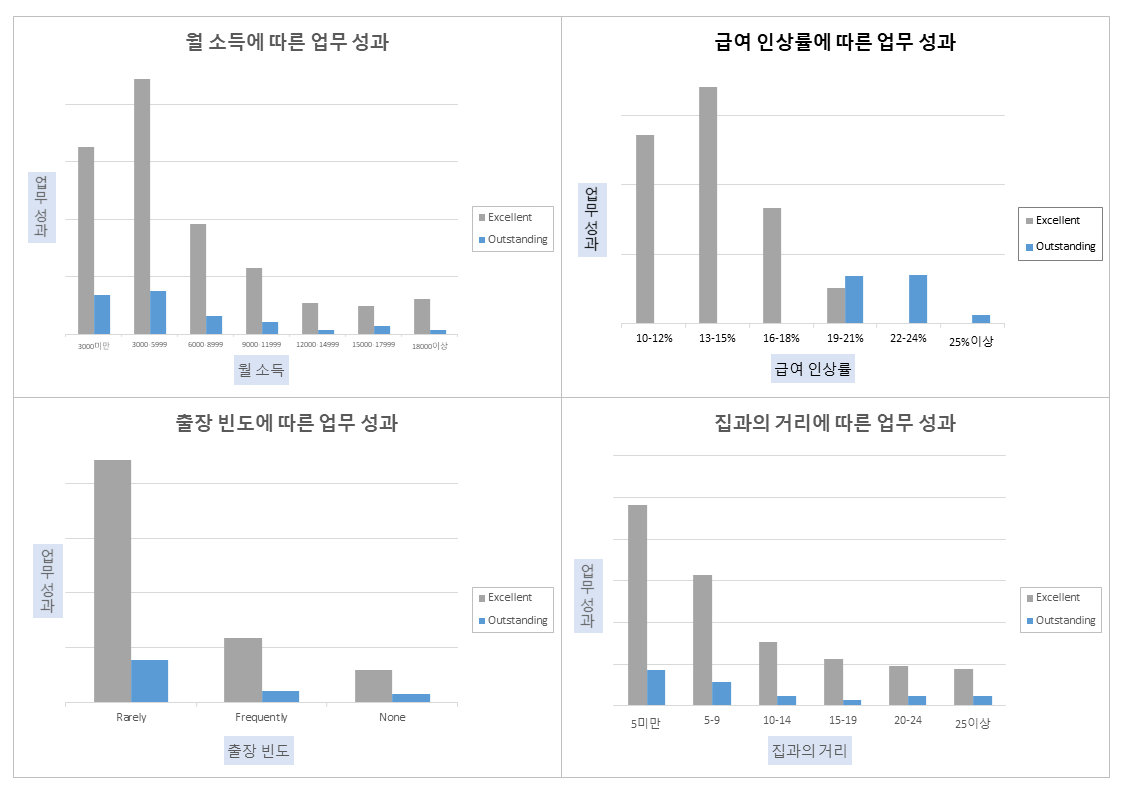 월 소득에 따른 업무 성과
업무 성과
Excellent
Outstanding
3000미만 3000-5999 6000-8999 9000-11999 12000-14999 15000-17999 18000이상
월 소득
급여 인상률에 따른 업무 성과
업무 성과
Excellent
Outstanding
10-12% 13-15% 16-18% 19-21% 22-24% 25%이상
급여 인상률
출장 빈도에 따른 업무 성과
업무 성과
Excellent
Outstanding
Rarely Frequently None
출장 빈도
집과의 거리에 따른 업무 성과
업무 성과
Excellent
Outstanding
5미만 5-9 10-14 15-19 20-24 25이상
집과의 거리